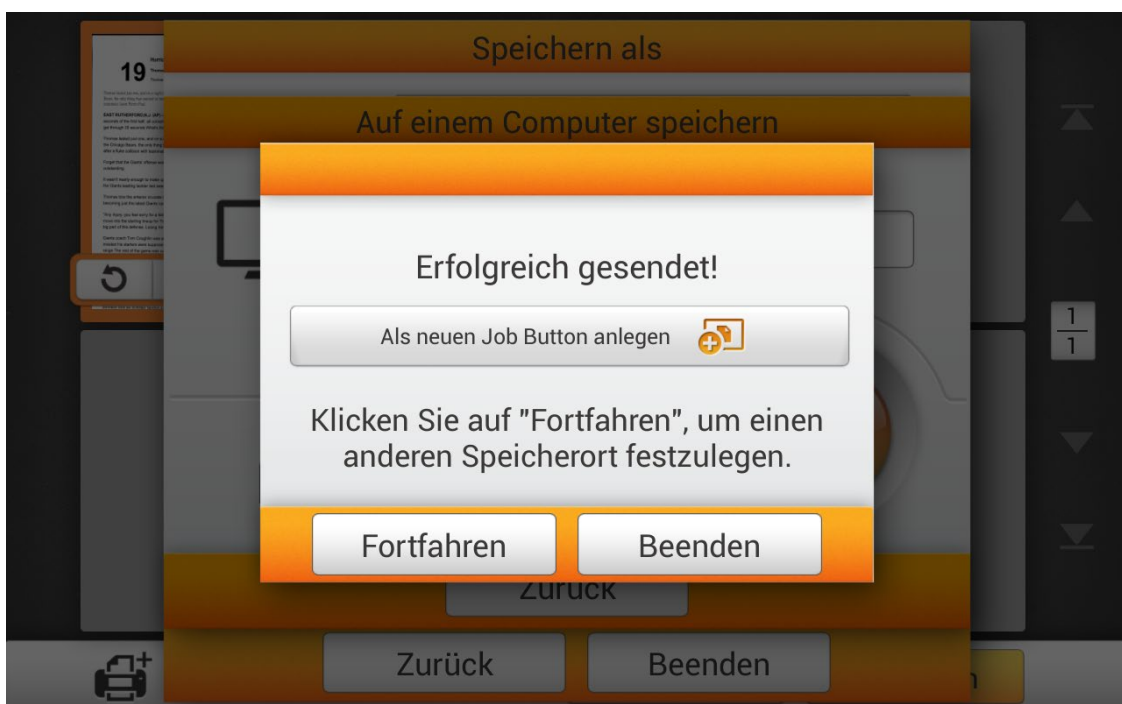 Speichern als
Auf einem Computer speichern
19
Erfolgreich gesendet!
Als neuen Job Button anlegen
Klicken Sie auf "Fortfahren", um einen
anderen Speicherort festzulegen.
1
1
Fortfahren
Beenden
Zurück
Zurück
Beenden
n